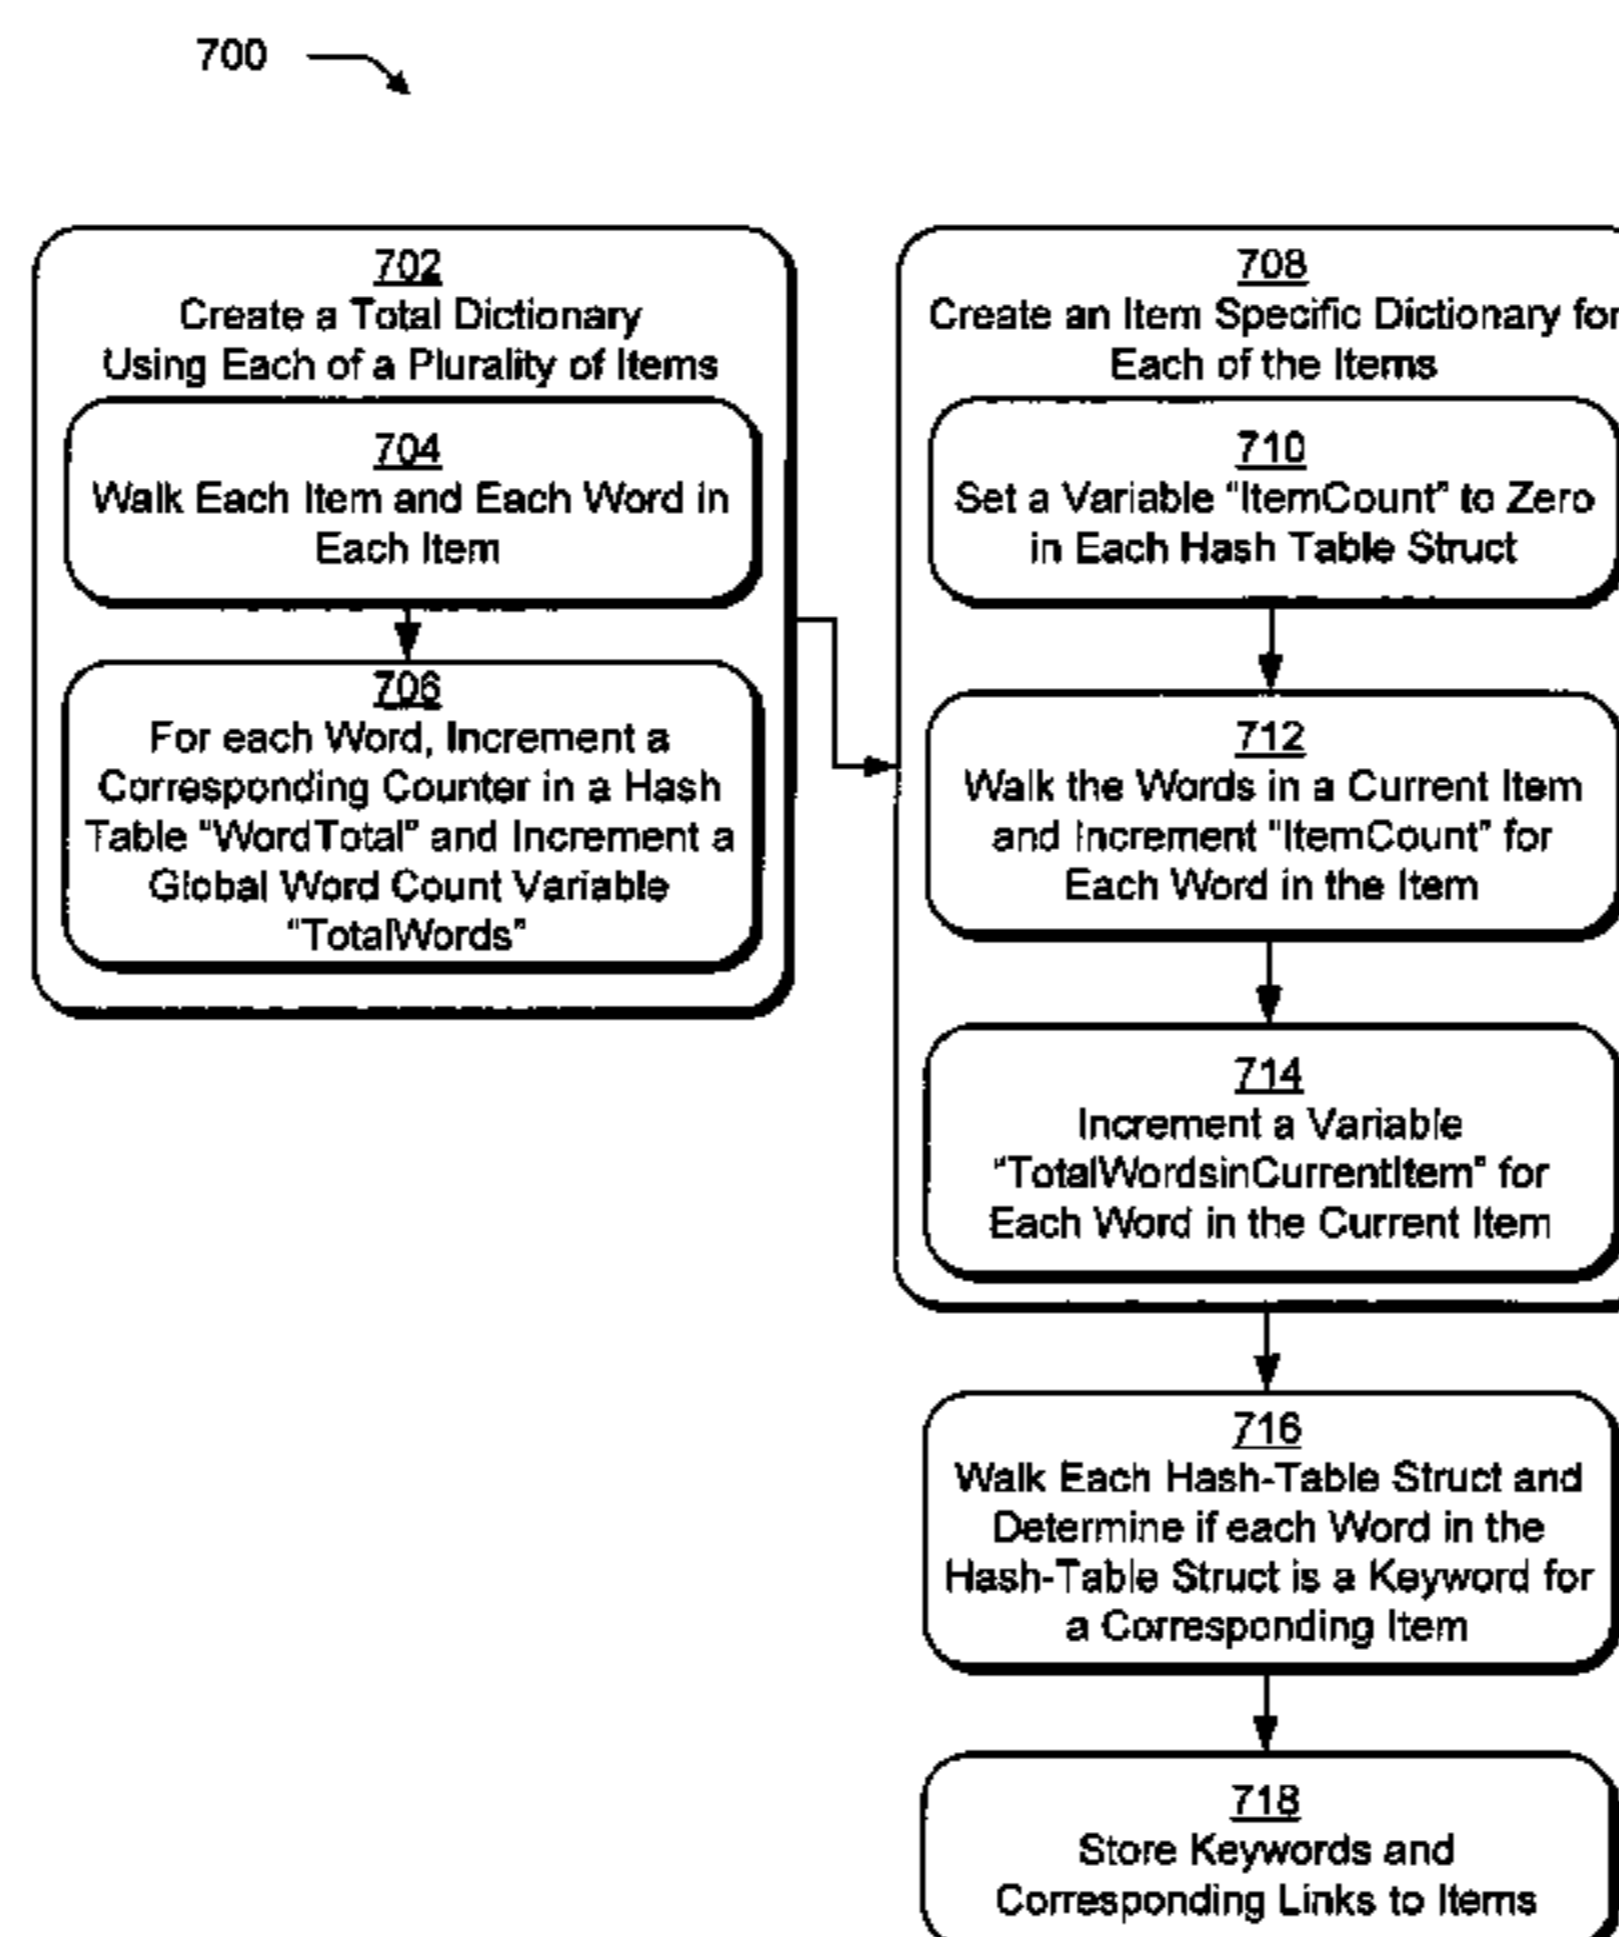 700
702
Create a Total Dictionary
Using Each of a Plurality of Items
704
Walk Each Item and Each Word in
Each Item
706
For each Word, Increment a
Corresponding Counter in a Hash
Table “WordTotal” and Increment a
Global Word Count Variable
“TotalWords”
708
Create an Item Specific Dictionary for
Each of the Items
710
Set a Variable “ItemCount” to Zero
in Each Hash Table Struct
712
Walk the Words in a Current Item
and Increment “ItemCount” for
Each Word in the Item
714
Increment a Variable
“TotalWordsinCurrentItem” for
Each Word in the Current Item
716
Walk Each Hash-Table Struct and
Determine if each Word in the
Hash-Table Struct is a Keyword for
a Corresponding Item
718
Store Keywords and
Corresponding Links to Items